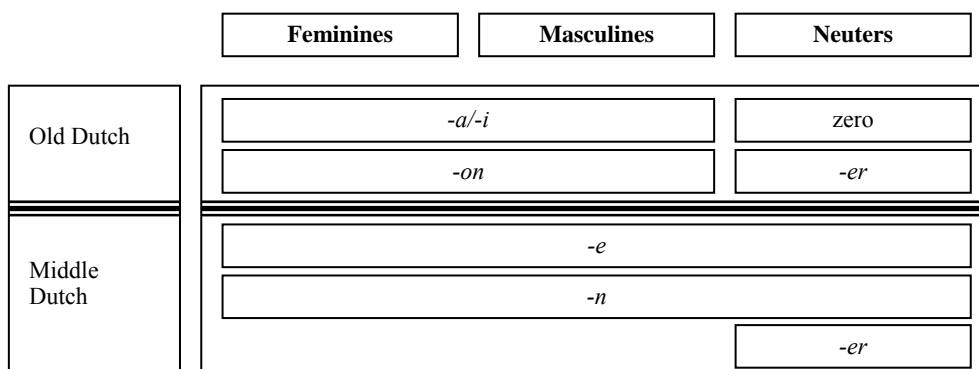 Feminines Masculines Neuters
Old Dutch
-a/-i zero
-on -er
Middle
Dutch
-e
-n
-er